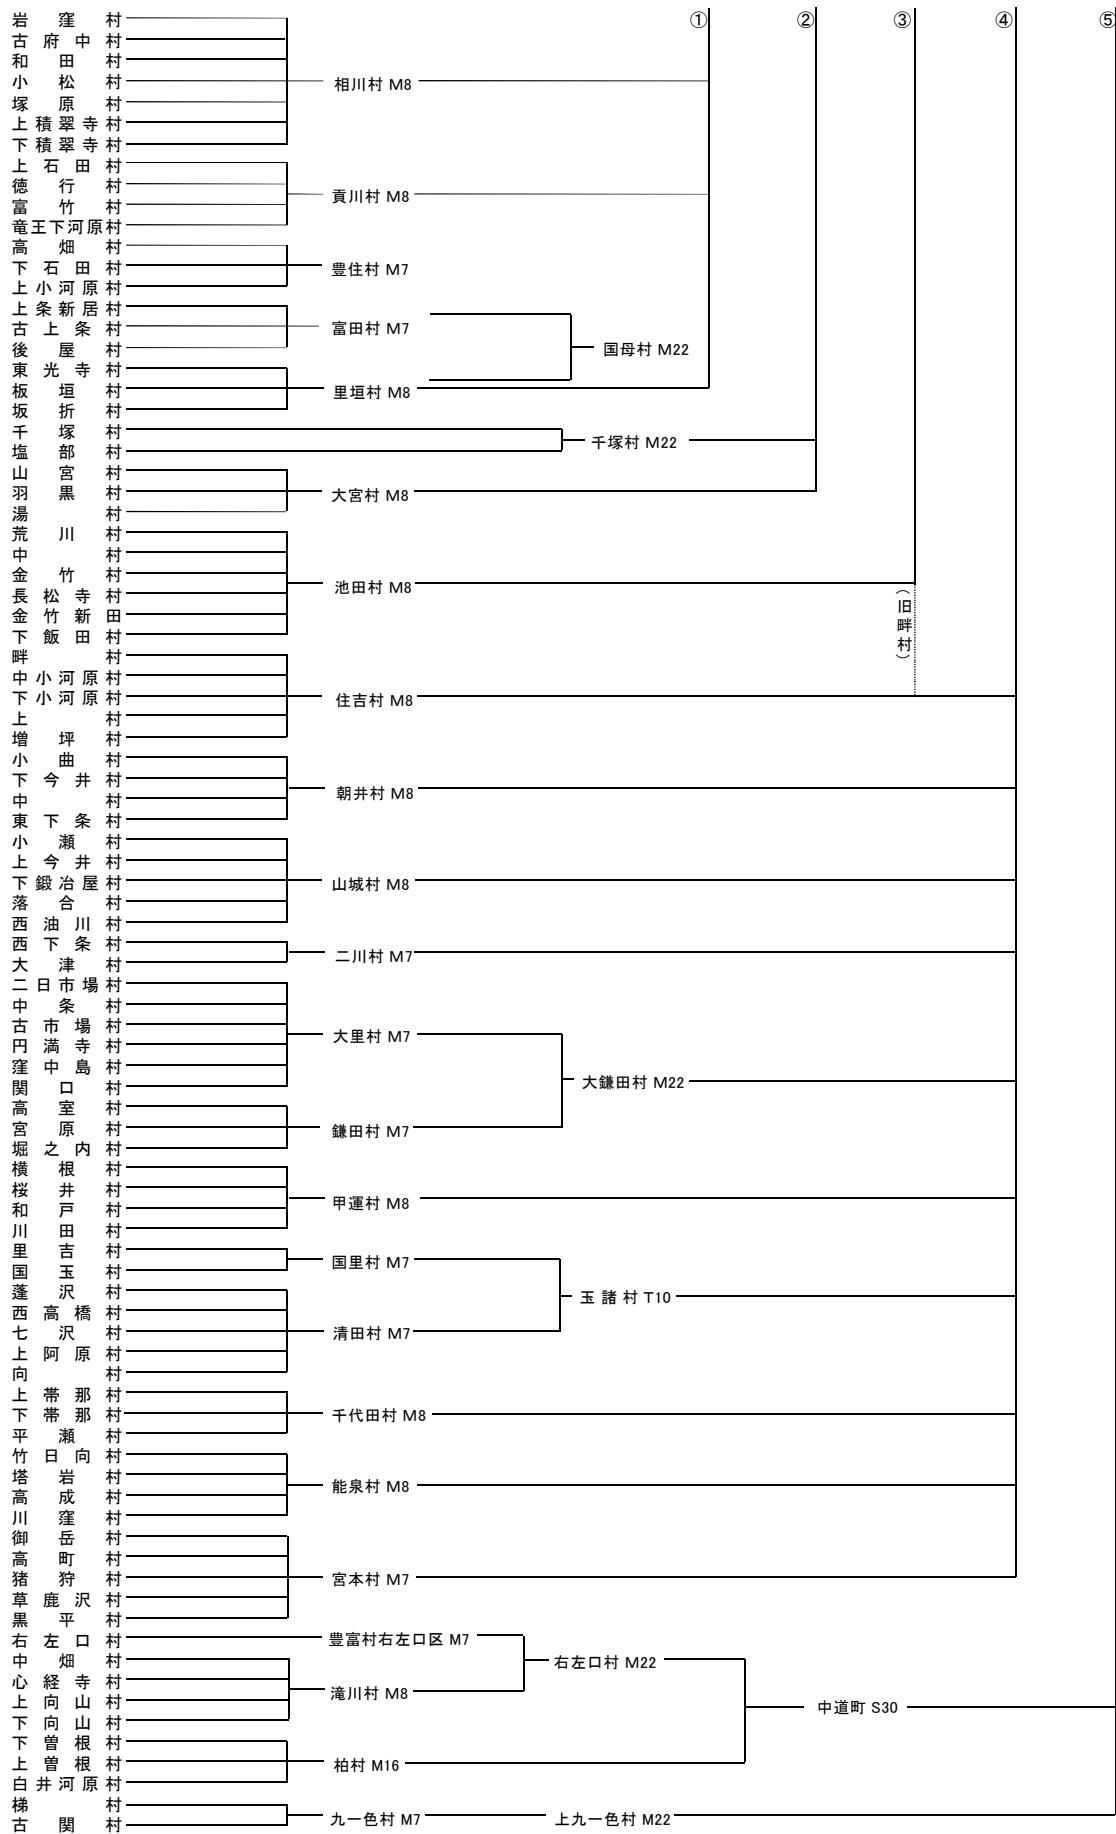 ① ② ③ ④ ⑤
岩窪村
古府中村
和田村
小松村
相川村 M8
塚原村
上積翠寺村
下積翠寺村
上石田村
徳行村
貢川村 M8
富竹村
竜王下河原村
高畑村
下石田村
豊住村 M7
上小河原村
上条新居村
古上条村
富田村 M7
国母村 M22
後屋村
東光寺村
板垣村
里垣村 M8
坂折村
千塚村
千塚村 M22
塩部村
山宮村
羽黒村
大宮村 M8
湯村
荒川村
中村
金竹村
池田村 M8
長松寺村
(旧畔村)
金竹新田
下飯田村
畔村
中小河原村
下小河原村
住吉村 M8
上村
増坪村
小曲村
下今井村
朝井村 M8
中村
東下条村
小瀬村
上今井村
下鍛冶屋村
山城村 M8
落合村
西油川村
西下条村
二川村 M7
大津村
二日市場村
中条村
古市場村
大里村 M7
円満寺村
窪中島村
大鎌田村 M22
関口村
高室村
宮原村
鎌田村 M7
堀之内村
横根村
桜井村
甲運村 M8
和戸村
川田村
里吉村
国里村 M7
国玉村
蓬沢村
玉諸村 T10
西高橋村
七沢村
清田村 M7
上阿原村
向村
上帯那村
下帯那村
千代田村 M8
平瀬村
竹日向村
塔岩村
能泉村 M8
高成村
川窪村
御岳村
高町村
猪狩村
宮本村 M7
草鹿沢村
黒平村
右左口村
豊富村右左口区 M7
中畑村
右左口村 M22
心経寺村
滝川村 M8
上向山村
中道町 S30
下向山村
下曽根村
上曽根村
柏村 M16
白井河原村
梯村
九一色村 M7
上九一色村 M22
古関村